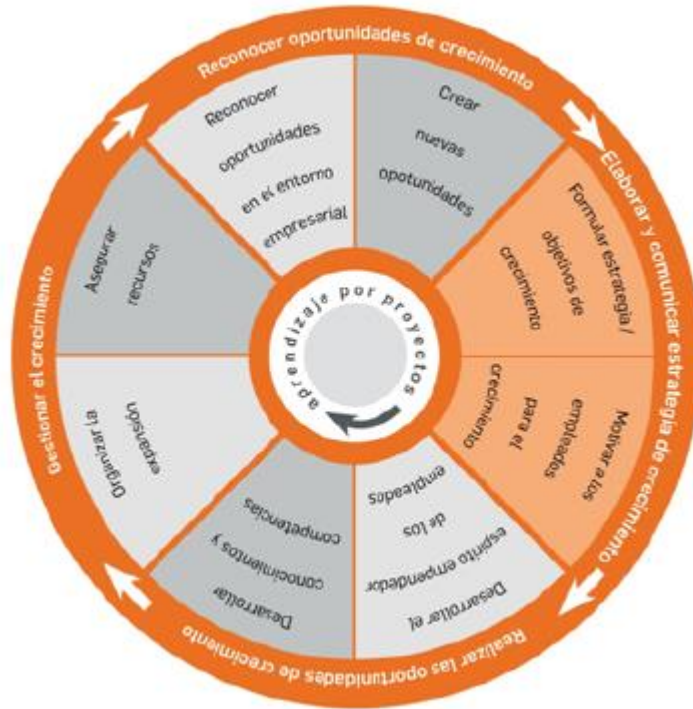 Reconocer oportunidades de crecimiento
Reconocer
oportunidades
en el entorno
empresarial
Crear
nuevas
opotunidades
Elaborar y comunicar estrategia de crecimiento
Formular estrategia /
objetivos de
crecimiento
Motivar a los
empleados
para el
crecimiento
Realizar las oportunidades de crecimiento
Desarrollar el
espirito empendedor
de los
empleados
Desarrollar
conocimientos y
competencias
Gestionar el crecimiento
Organizar la
expansión
Asegurar
recursos
aprendizaje por proyectos